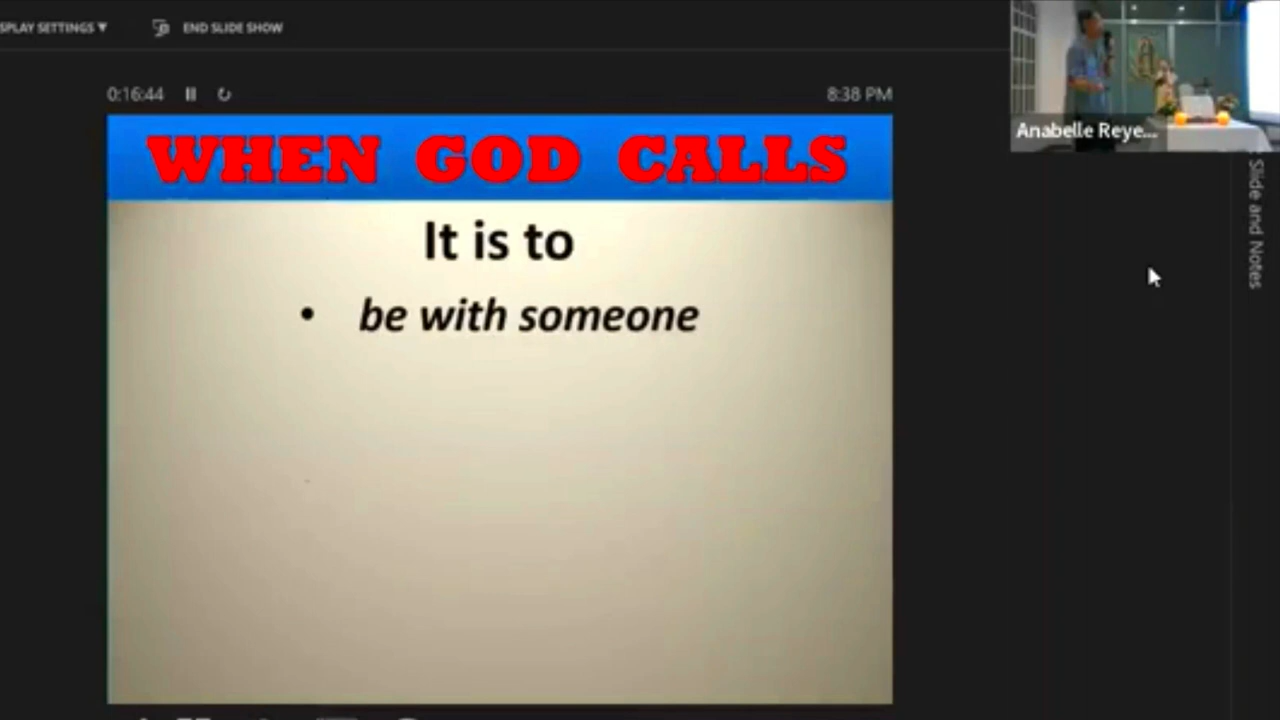 SPLAY SETTINGS ▼ END SLIDE SHOW
0:16:44
8:38 PM
WHEN GOD CALLS
It is to
• be with someone
Anabelle Reye...
Slide and Notes